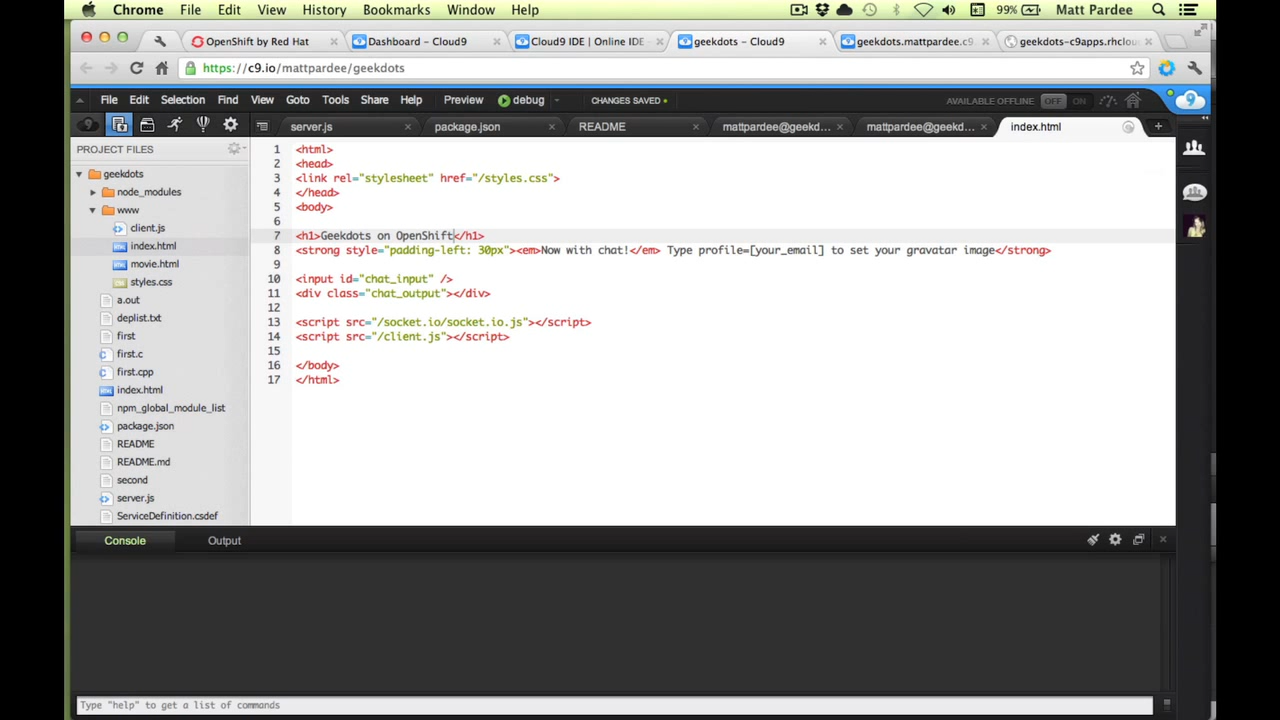 Chrome File Edit View History Bookmarks Window Help 99% Matt Pardee
OpenShift by Red Hat × Dashboard – Cloud9 × Cloud9 IDE | Online IDE × geekdots – Cloud9 × geekdots.mattpardee.c9 × geekdots-c9apps.rhclou ×
https://c9.io/mattpardee/geekdots
File Edit Selection Find View Goto Tools Share Help Preview debug CHANGES SAVED AVAILABLE OFFLINE OFF ON
server.js × package.json × README × mattpardee@geekd... × mattpardee@geekd... × index.html +
PROJECT FILES
geekdots
node_modules
www
client.js
index.html
movie.html
styles.css
a.out
deplist.txt
first
first.c
first.cpp
index.html
npm_global_module_list
package.json
README
README.md
second
server.js
ServiceDefinition.csdef
1 <html>
2 <head>
3 <link rel="stylesheet" href="/styles.css">
4 </head>
5 <body>
6
7 <h1>Geekdots on OpenShift</h1>
8 <strong style="padding-left: 30px"><em>Now with chat!</em> Type profile=[your_email] to set your gravatar image</strong>
9
10 <input id="chat_input" />
11 <div class="chat_output"></div>
12
13 <script src="/socket.io/socket.io.js"></script>
14 <script src="/client.js"></script>
15
16 </body>
17 </html>
Console Output
Type "help" to get a list of commands